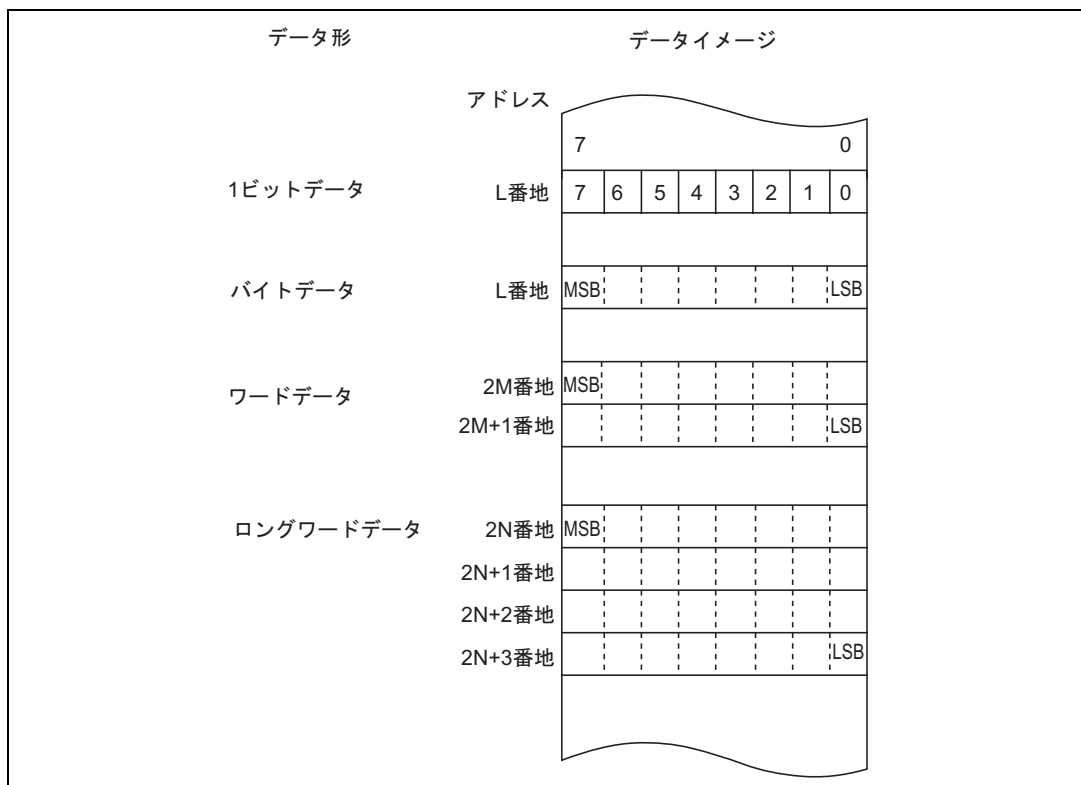 データ形 データイメージ
アドレス
7 0
1ビットデータ L番地 7 6 5 4 3 2 1 0
バイトデータ L番地 MSB LSB
ワードデータ 2M番地 MSB
2M+1番地 LSB
ロングワードデータ 2N番地 MSB
2N+1番地
2N+2番地
2N+3番地 LSB